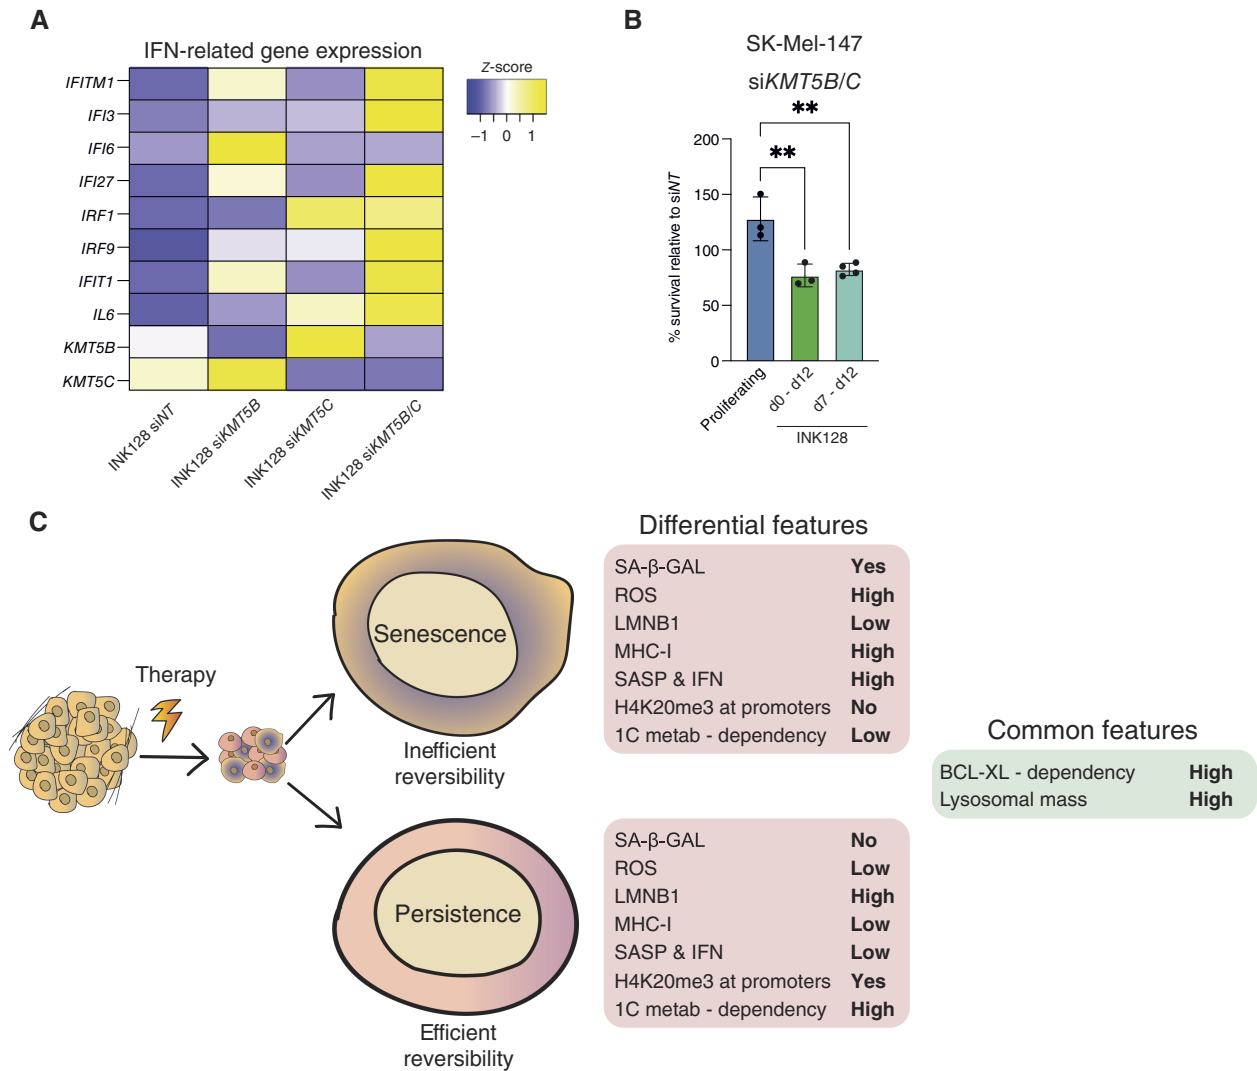 A
IFN-related gene expression
IFITM1
IFI3
IFI6
IFI27
IRF1
IRF9
IFIT1
IL6
KMT5B
KMT5C
INK128 siNT
INK128 siKMT5B
INK128 siKMT5C
INK128 siKMT5B/C
Z-score
–1 0 1
B
SK-Mel-147
siKMT5B/C
**
**
% survival relative to siNT
200
150
100
50
0
Proliferating
d0 - d12
d7 - d12
INK128
C
Therapy
Senescence
Inefficient
reversibility
Persistence
Efficient
reversibility
Differential features
SA-β-GAL Yes
ROS High
LMNB1 Low
MHC-I High
SASP & IFN High
H4K20me3 at promoters No
1C metab - dependency Low
SA-β-GAL No
ROS Low
LMNB1 High
MHC-I Low
SASP & IFN Low
H4K20me3 at promoters Yes
1C metab - dependency High
Common features
BCL-XL - dependency High
Lysosomal mass High